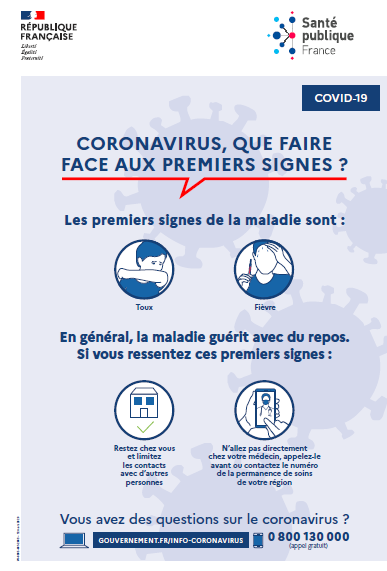 RÉPUBLIQUE
FRANÇAISE
Liberté
Égalité
Fraternité
Santé
publique
France
COVID-19
CORONAVIRUS, QUE FAIRE
FACE AUX PREMIERS SIGNES ?
Les premiers signes de la maladie sont :
Toux
Fièvre
En général, la maladie guérit avec du repos.
Si vous ressentez ces premiers signes :
Restez chez vous
et limitez
les contacts
avec d'autres
personnes
N'allez pas directement
chez votre médecin, appelez-le
avant ou contactez le numéro
de la permanence de soins
de votre région
Vous avez des questions sur le coronavirus ?
GOUVERNEMENT.FR/INFO-CORONAVIRUS
0 800 130 000
(appel gratuit)